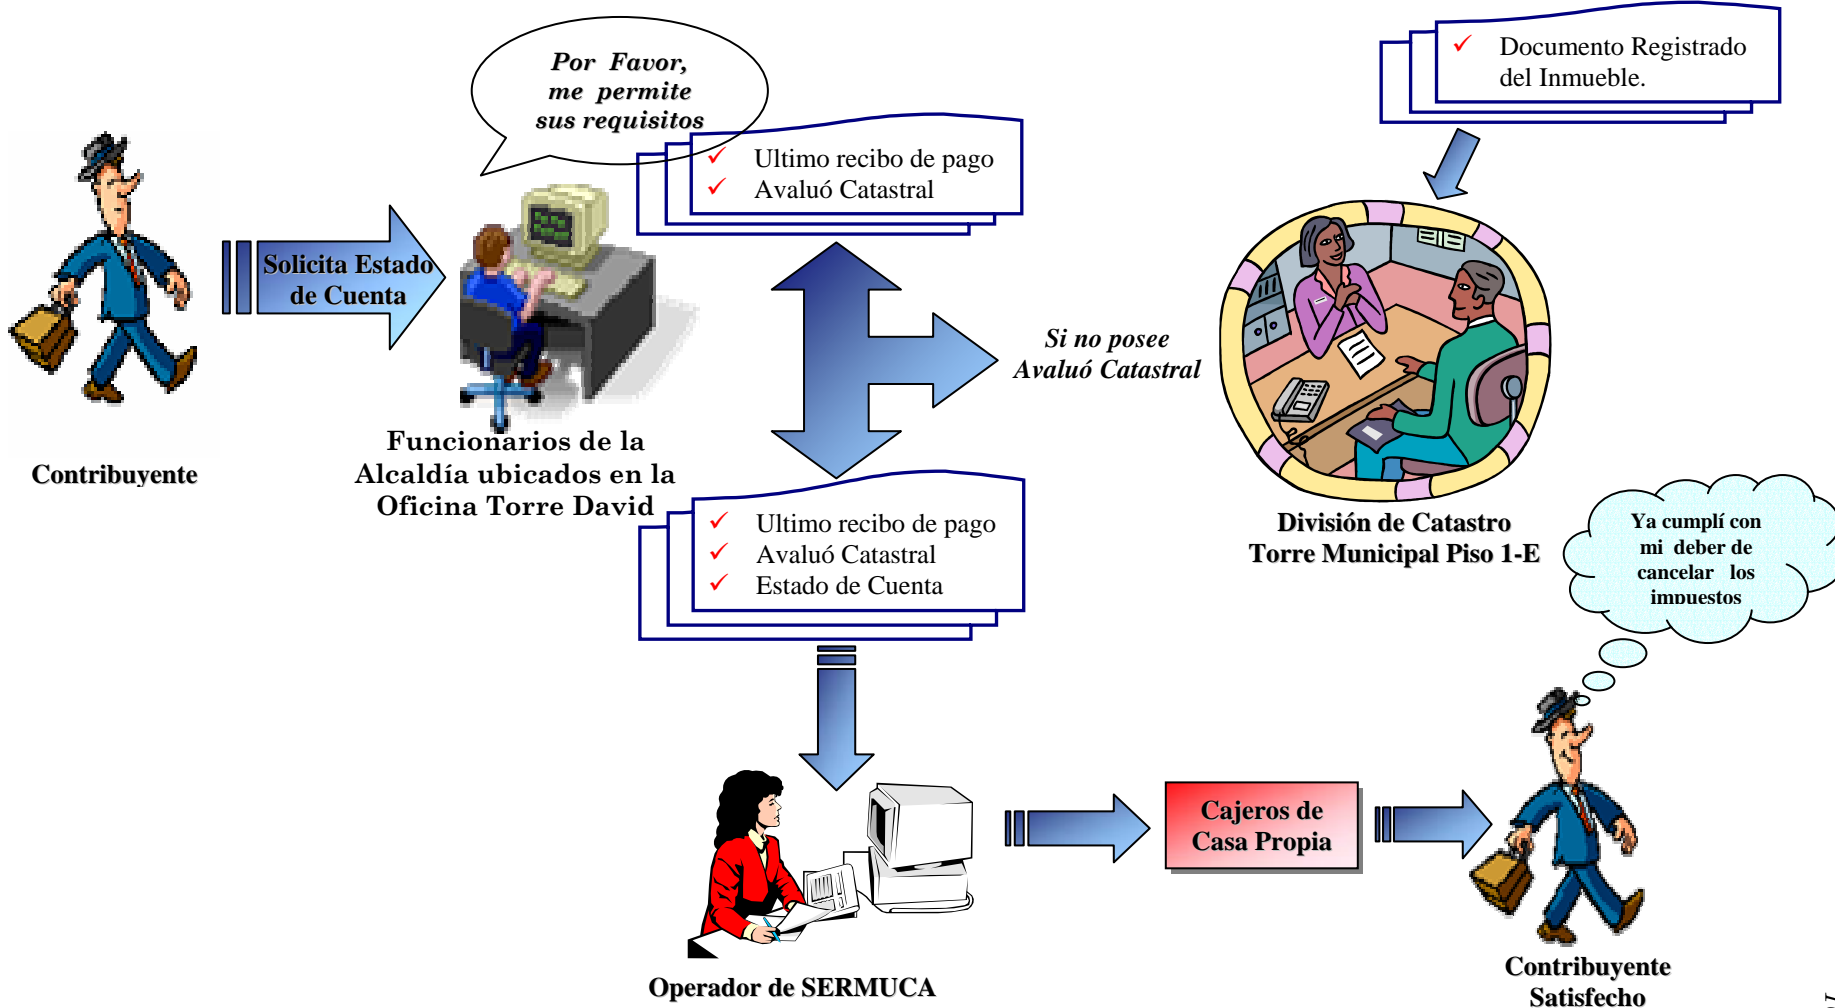 Por Favor,
me permite
sus requisitos
Ultimo recibo de pago
Avaluó Catastral
Documento Registrado
del Inmueble.
Solicita Estado
de Cuenta
Si no posee
Avaluó Catastral
Contribuyente
Funcionarios de la
Alcaldía ubicados en la
Oficina Torre David
División de Catastro
Torre Municipal Piso 1-E
Ultimo recibo de pago
Avaluó Catastral
Estado de Cuenta
Ya cumplí con
mi deber de
cancelar los
impuestos
Cajeros de
Casa Propia
Operador de SERMUCA
Contribuyente
Satisfecho